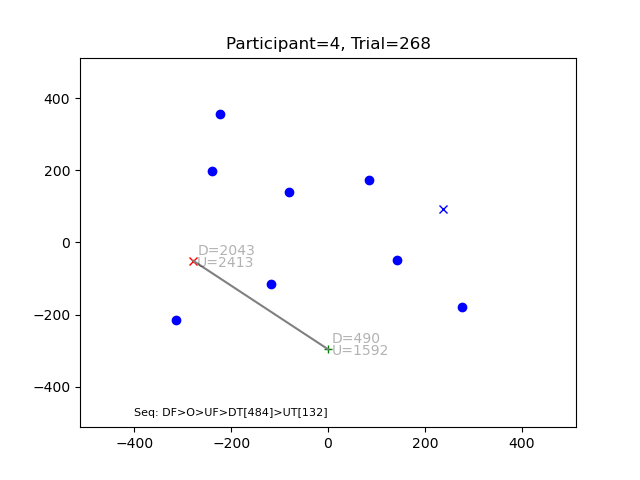 Participant=4, Trial=268
400
200
0
−200
−400
D=2043
U=2413
D=490
U=1592
Seq: DF>O>UF>DT[484]>UT[132]
−400 −200 0 200 400